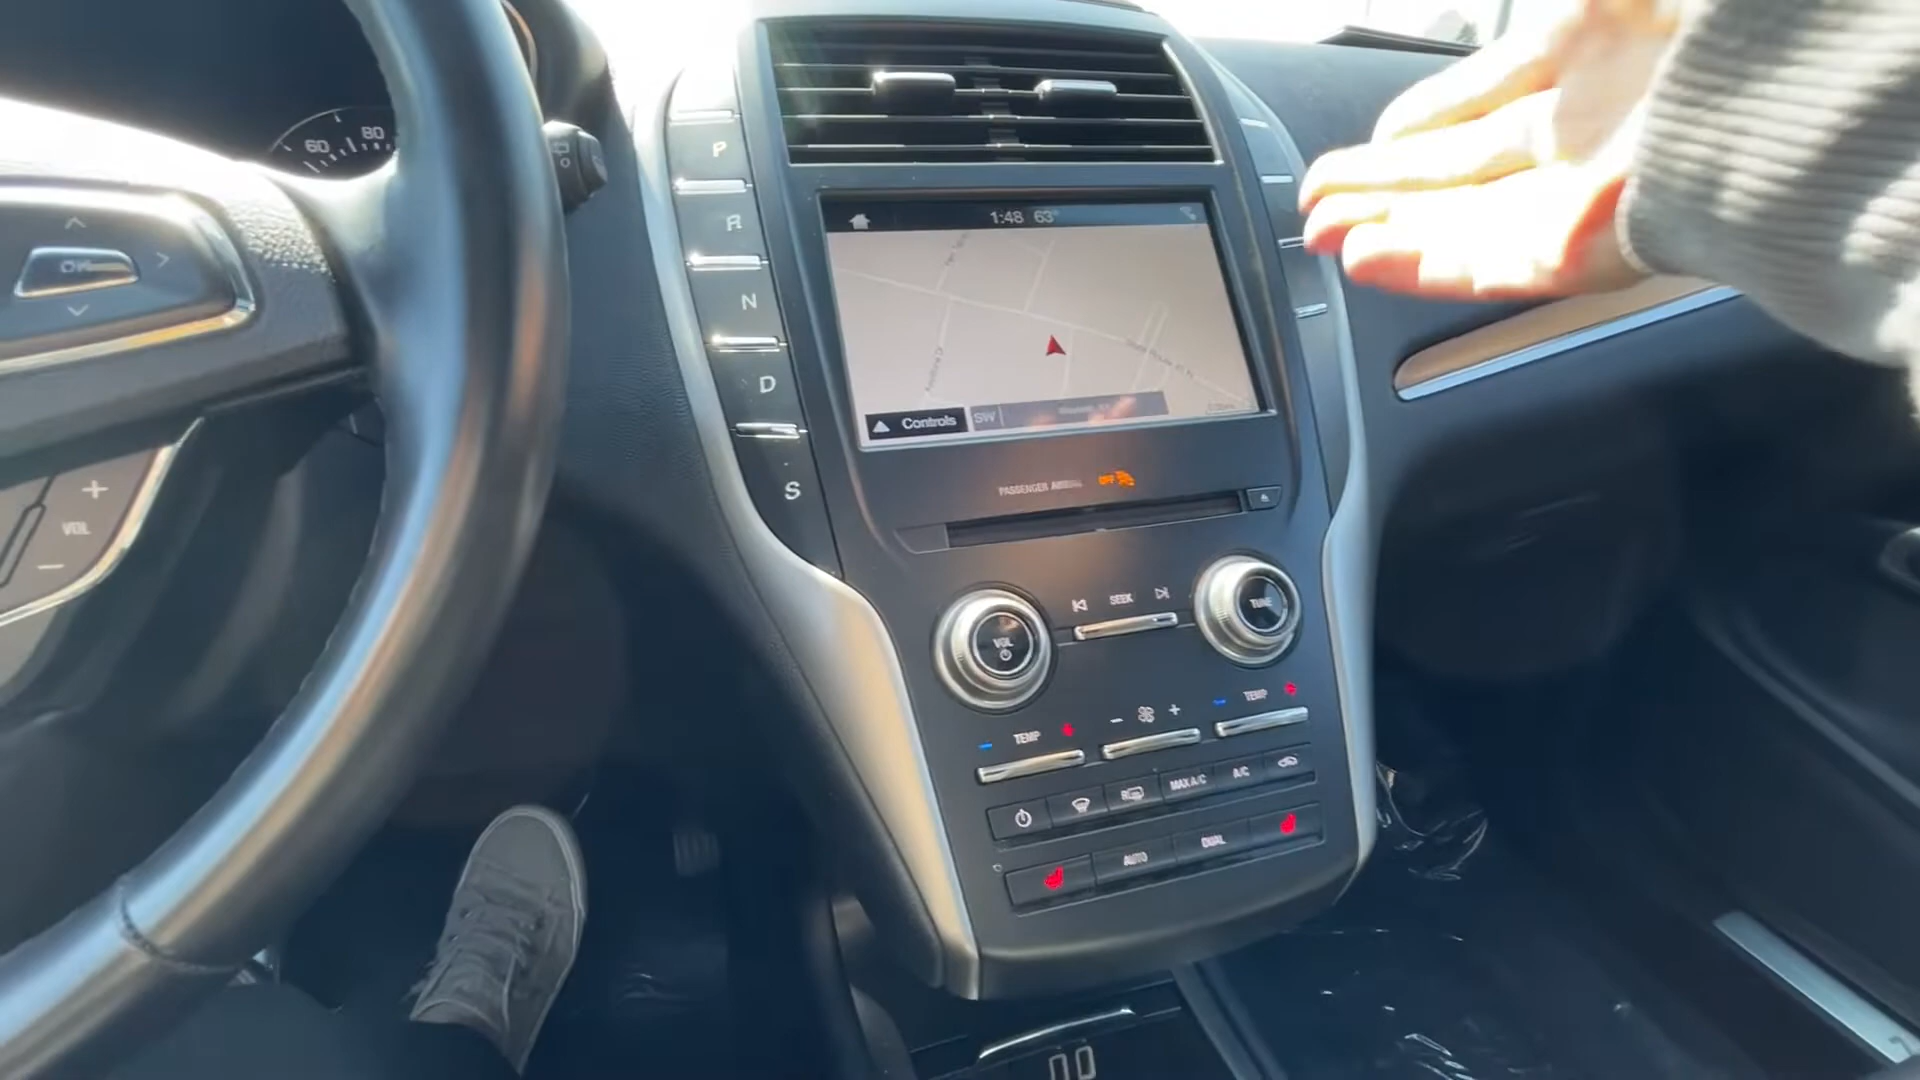 60 80
OK
+
VOL
-
P
R
N
D
S
1:48 63°
Controls SW
PASSENGER AIRBAG OFF
SEEK
VOL
TUNE
TEMP
- +
TEMP
R MAX A/C A/C
AUTO DUAL